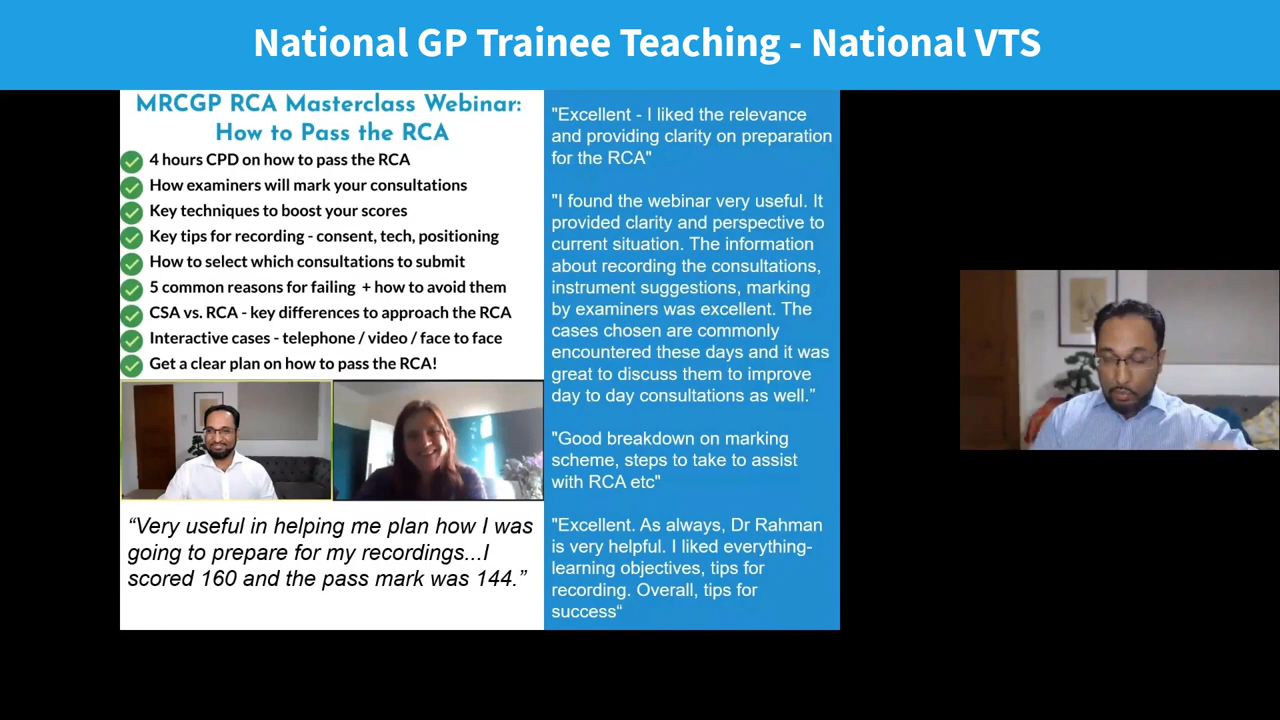 National GP Trainee Teaching - National VTS
MRCGP RCA Masterclass Webinar:
How to Pass the RCA
4 hours CPD on how to pass the RCA
How examiners will mark your consultations
Key techniques to boost your scores
Key tips for recording - consent, tech, positioning
How to select which consultations to submit
5 common reasons for failing + how to avoid them
CSA vs. RCA - key differences to approach the RCA
Interactive cases - telephone / video / face to face
Get a clear plan on how to pass the RCA!
“Very useful in helping me plan how I was
going to prepare for my recordings...I
scored 160 and the pass mark was 144.”
"Excellent - I liked the relevance
and providing clarity on preparation
for the RCA"
"I found the webinar very useful. It
provided clarity and perspective to
current situation. The information
about recording the consultations,
instrument suggestions, marking
by examiners was excellent. The
cases chosen are commonly
encountered these days and it was
great to discuss them to improve
day to day consultations as well.”
"Good breakdown on marking
scheme, steps to take to assist
with RCA etc"
"Excellent. As always, Dr Rahman
is very helpful. I liked everything-
learning objectives, tips for
recording. Overall, tips for
success“